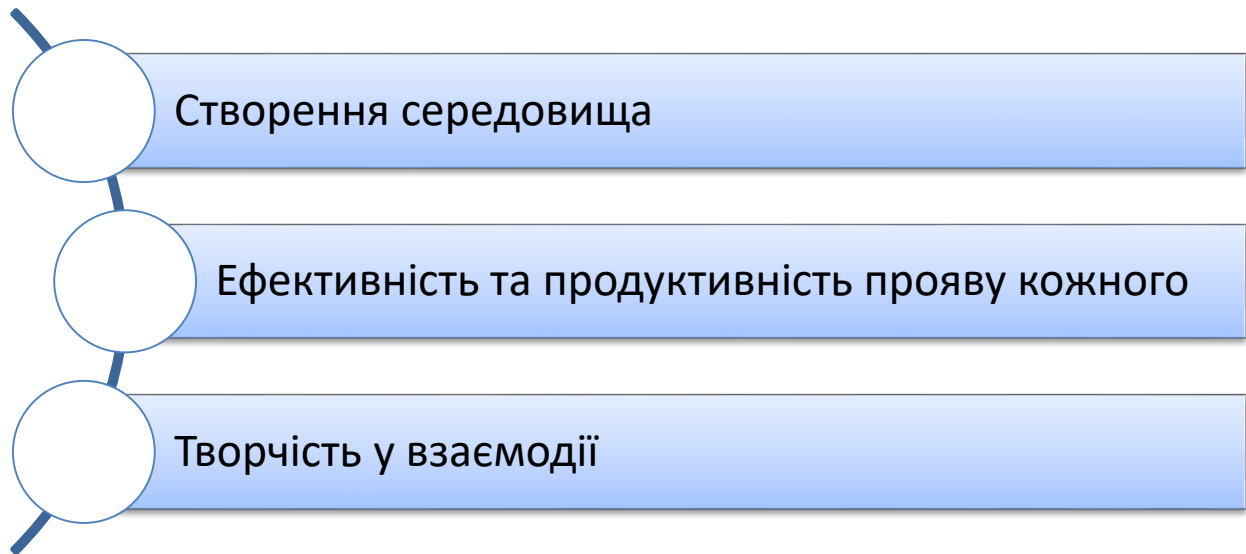 Створення середовища
Ефективність та продуктивність прояву кожного
Творчість у взаємодії